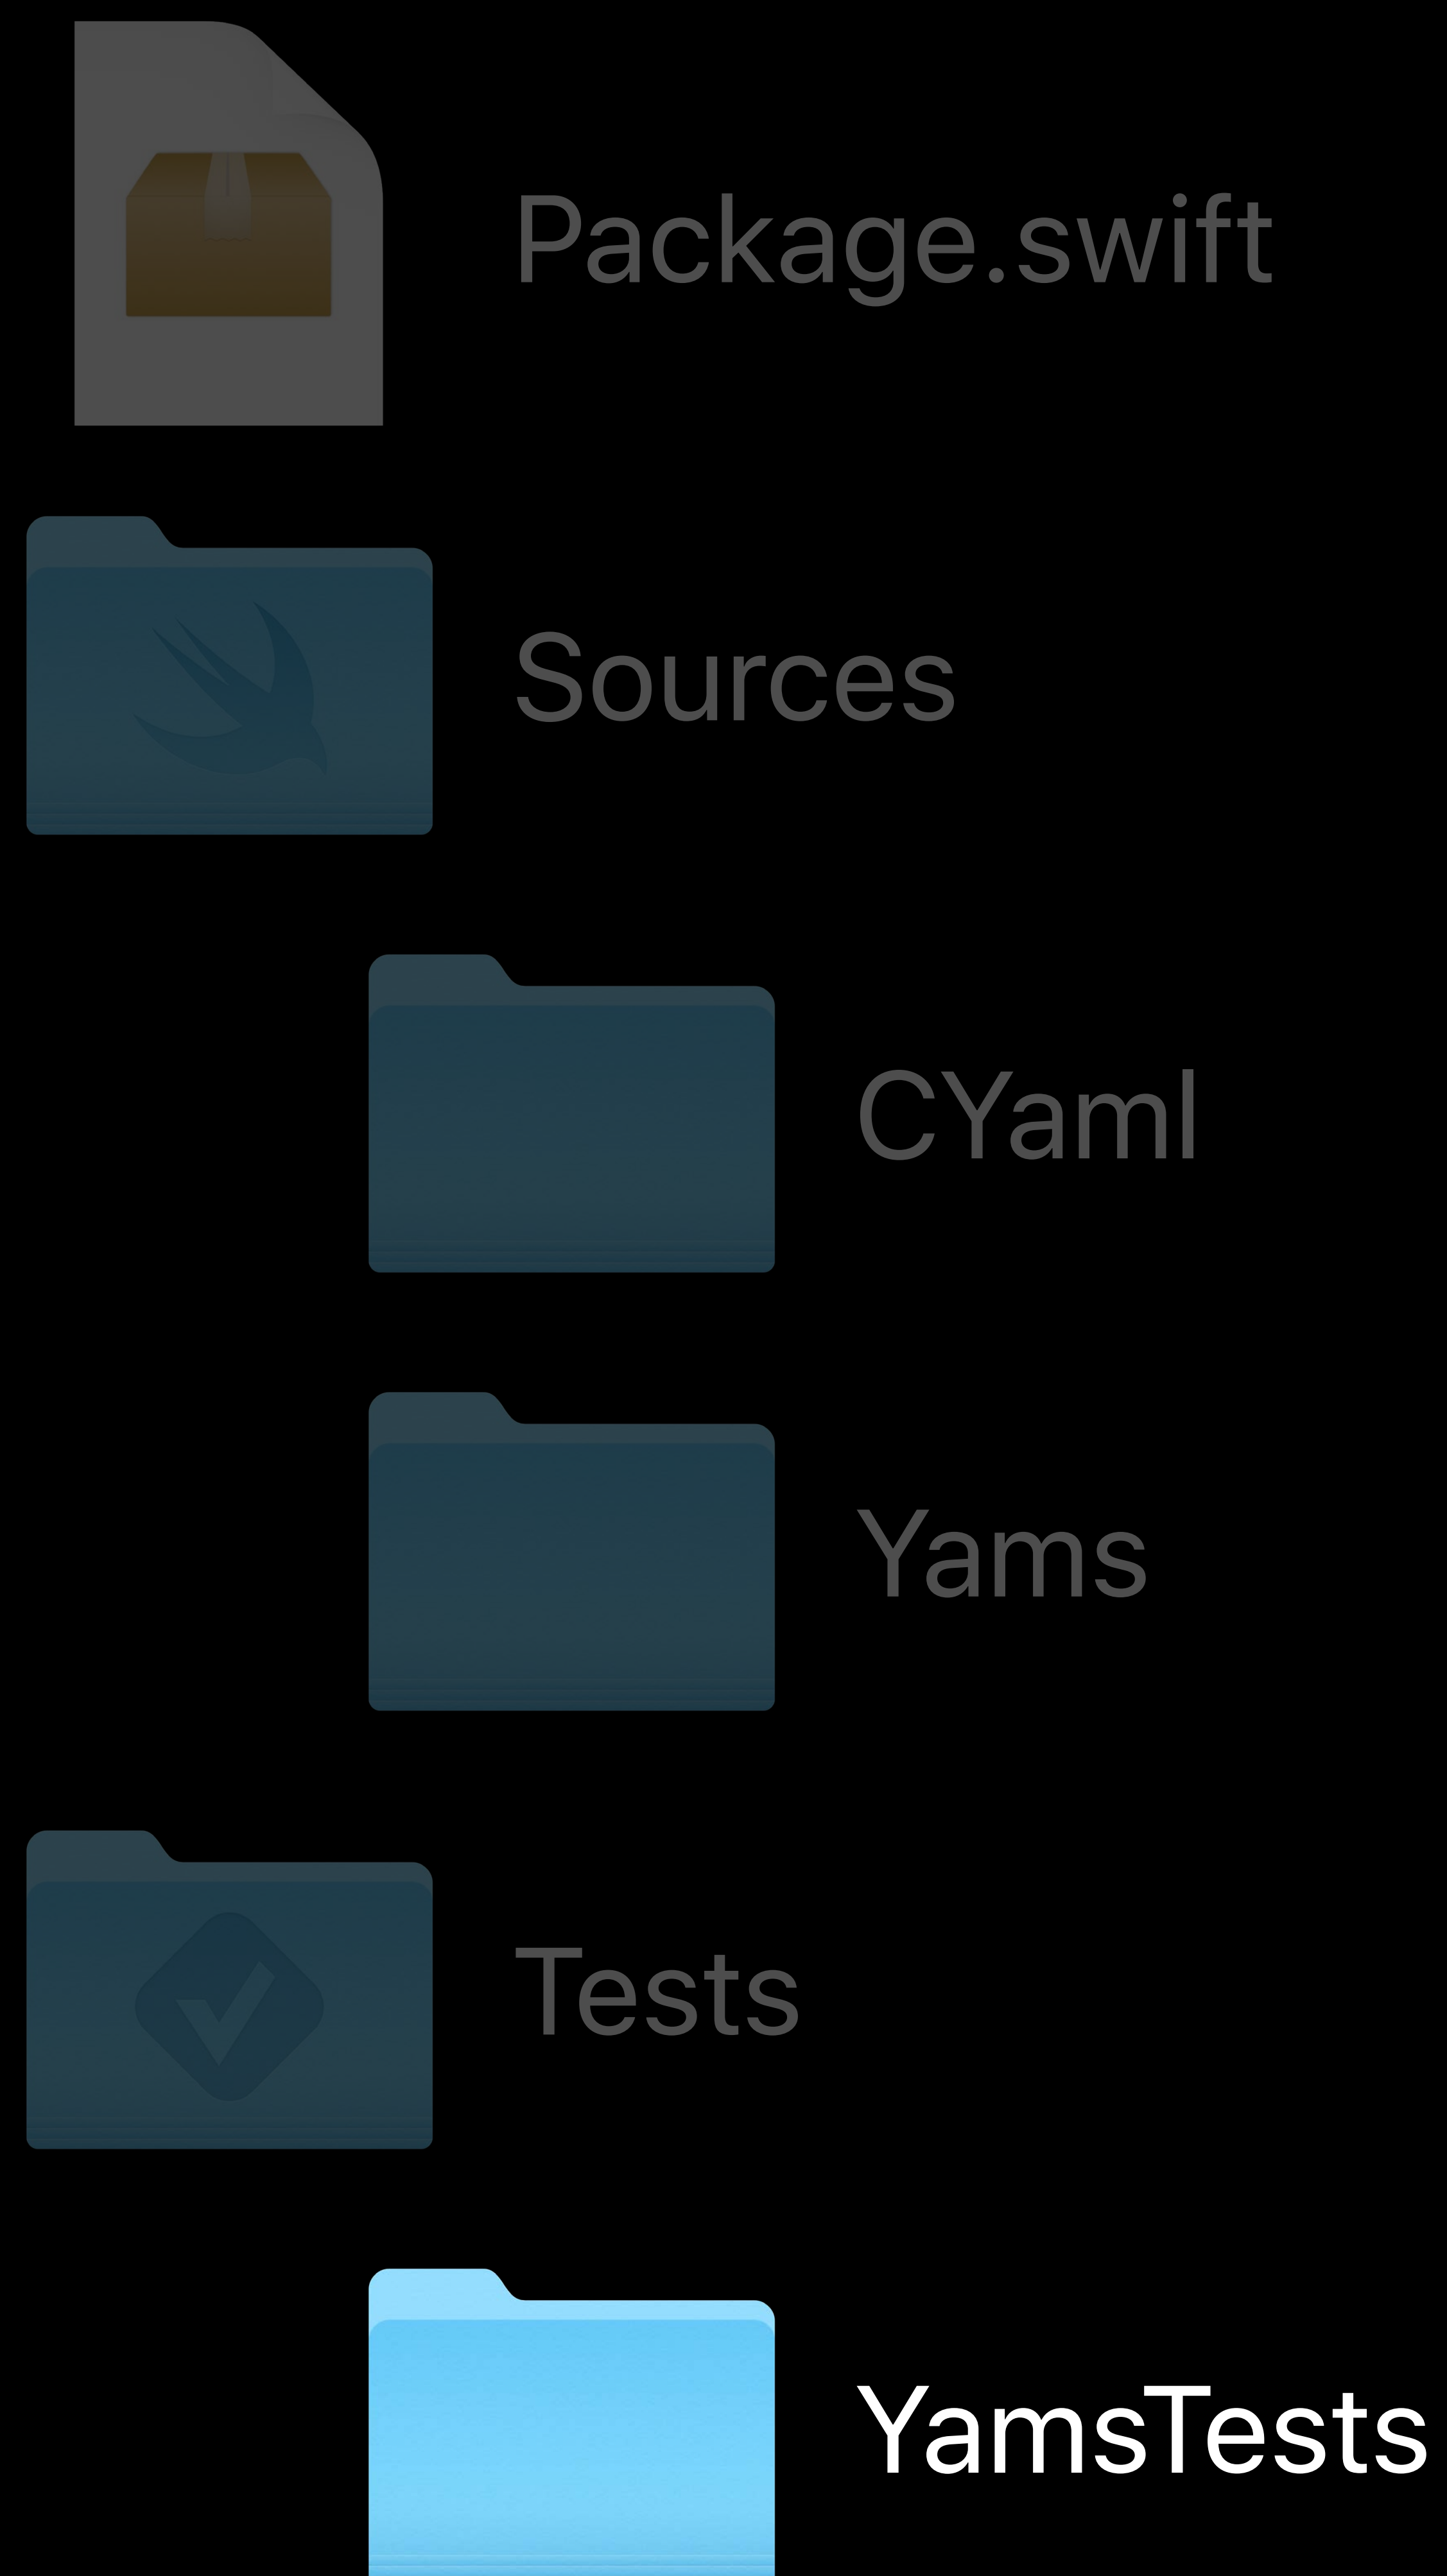 Package.swift
Sources
CYaml
Yams
Tests
YamsTests